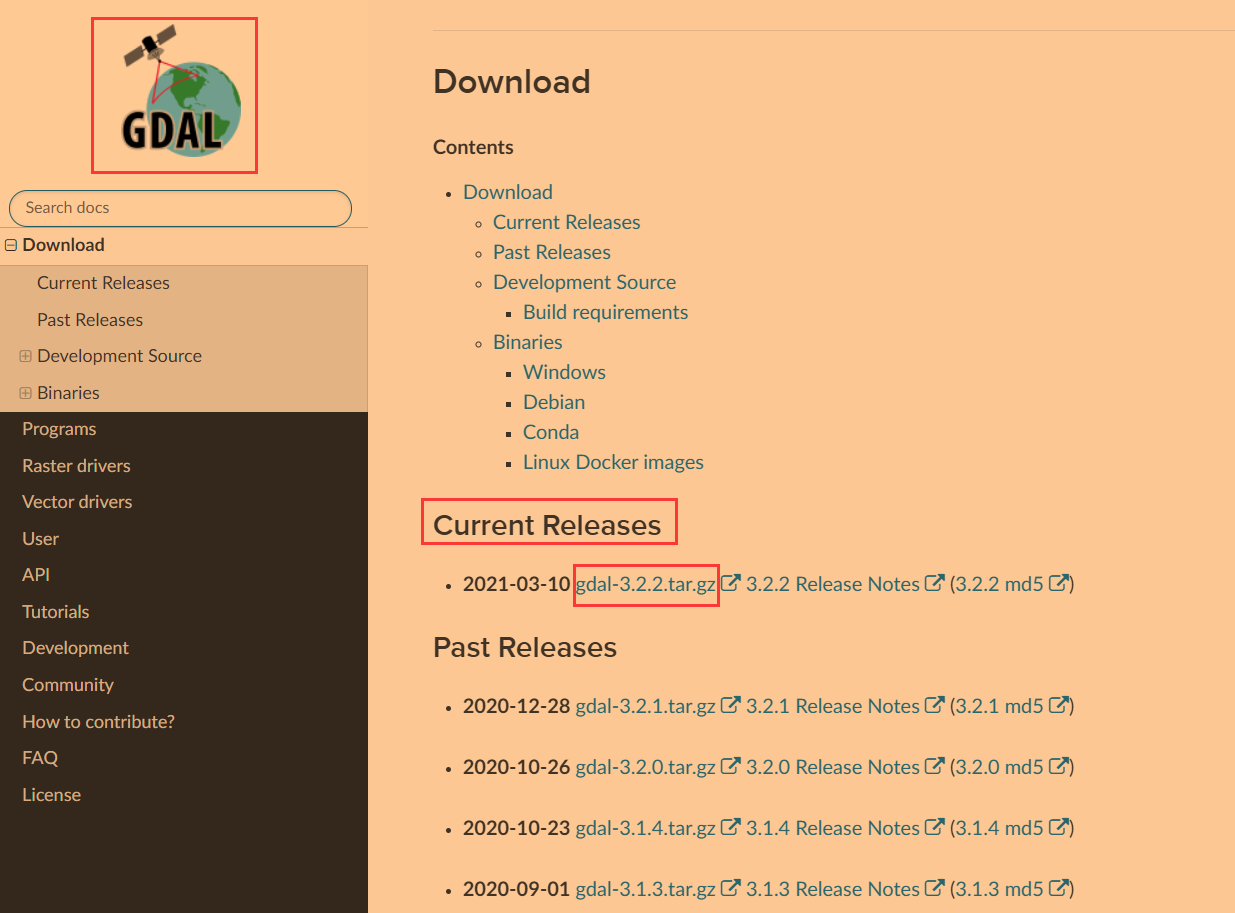 GDAL
Search docs
Download
Current Releases
Past Releases
Development Source
Binaries
Programs
Raster drivers
Vector drivers
User
API
Tutorials
Development
Community
How to contribute?
FAQ
License
Download
Contents
Download
Current Releases
Past Releases
Development Source
Build requirements
Binaries
Windows
Debian
Conda
Linux Docker images
Current Releases
2021-03-10 gdal-3.2.2.tar.gz 3.2.2 Release Notes (3.2.2 md5)
Past Releases
2020-12-28 gdal-3.2.1.tar.gz 3.2.1 Release Notes (3.2.1 md5)
2020-10-26 gdal-3.2.0.tar.gz 3.2.0 Release Notes (3.2.0 md5)
2020-10-23 gdal-3.1.4.tar.gz 3.1.4 Release Notes (3.1.4 md5)
2020-09-01 gdal-3.1.3.tar.gz 3.1.3 Release Notes (3.1.3 md5)